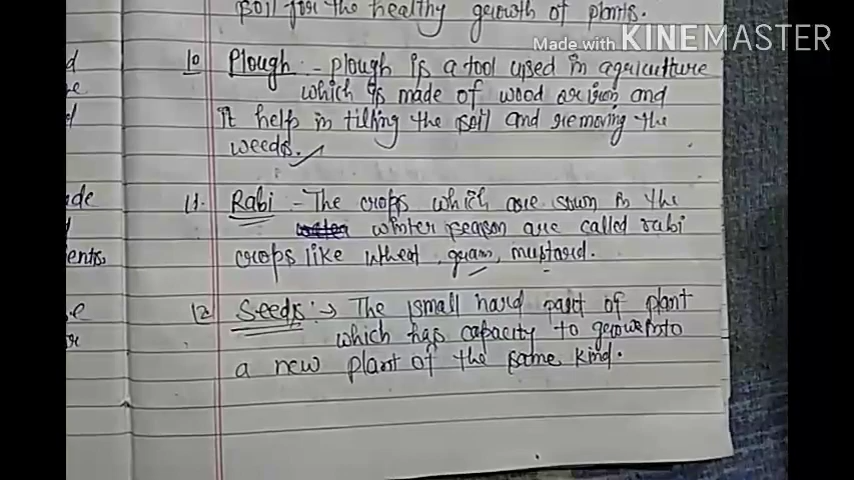 soil for the healthy growth of plants.
Made with KINEMASTER
d
10 Plough :- plough is a tool used in agriculture
e
which is made of wood or iron and
d
It help in tilling the soil and removing the
weeds.
de
11. Rabi - The crops which are sown in the
winter season are called rabi
ents.
crops like wheat, gram, mustard.
e
12 Seeds :→ The small hard part of plant
which has capacity to grow into
a new plant of the same kind.